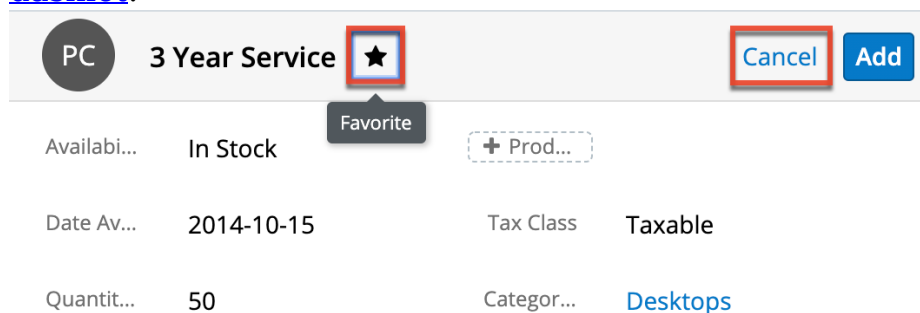 PC 3 Year Service Cancel Add
Favorite
Availabi... In Stock + Prod...
Date Av... 2014-10-15 Tax Class Taxable
Quantit... 50 Categor... Desktops